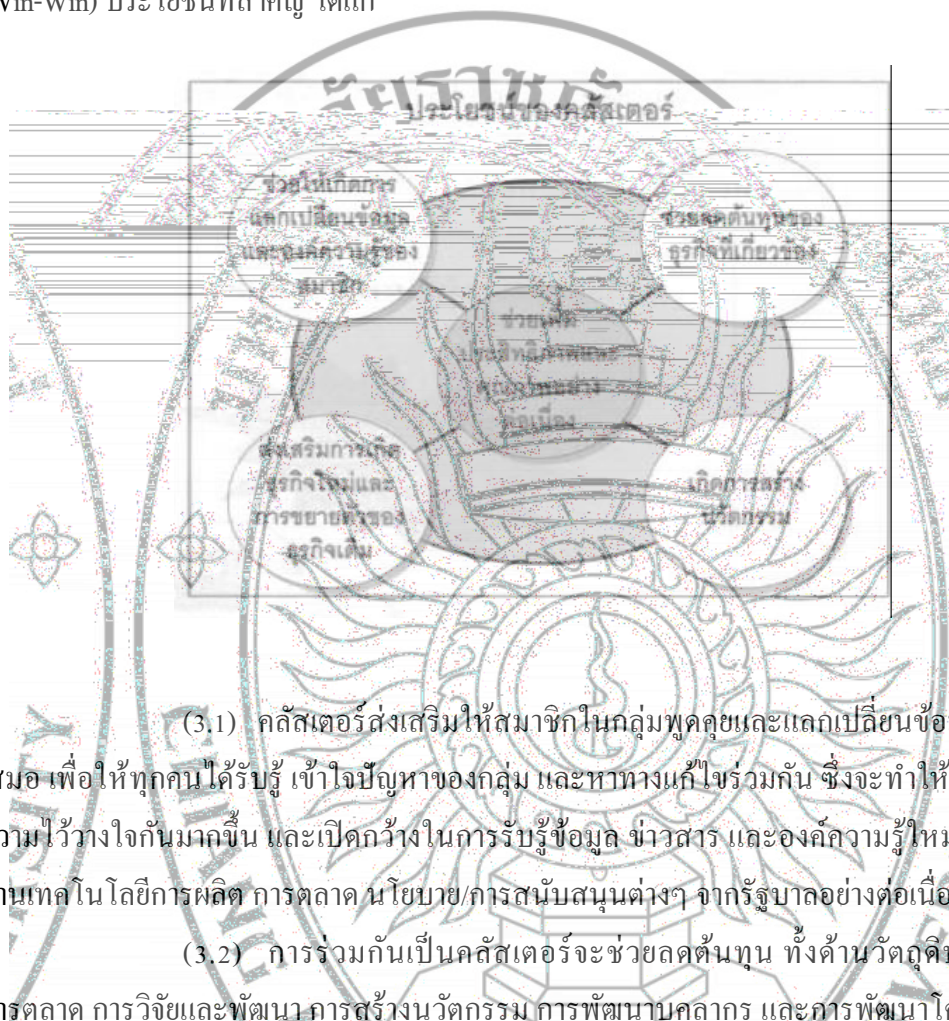 Win-Win) ประโยชน์ที่สำคัญ ได้แก่
ประโยชน์ของคลัสเตอร์
ช่วยให้เกิดการ
แลกเปลี่ยนข้อมูล
และองค์ความรู้ของ
สมาชิก
ช่วยลดต้นทุนของ
ธุรกิจที่เกี่ยวข้อง
ช่วยผลิต
ประสิทธิภาพและ
คุณภาพอย่าง
ต่อเนื่อง
ส่งเสริมการเกิด
ธุรกิจใหม่และ
การขยายตัวของ
ธุรกิจเดิม
เกิดการสร้าง
นวัตกรรม
(3.1) คลัสเตอร์ส่งเสริมให้สมาชิกในกลุ่มพูดคุยและแลกเปลี่ยนข้อ
สมอ เพื่อให้ทุกคนได้รับรู้ เข้าใจปัญหาของกลุ่ม และหาทางแก้ไขร่วมกัน ซึ่งจะทำให้
วามไว้วางใจกันมากขึ้น และเปิดกว้างในการรับรู้ข้อมูล ข่าวสาร และองค์ความรู้ใหม
านเทคโนโลยีการผลิต การตลาด นโยบาย/การสนับสนุนต่างๆ จากรัฐบาลอย่างต่อเนื่อ
(3.2) การร่วมกันเป็นคลัสเตอร์จะช่วยลดต้นทุน ทั้งด้านวัตถุดิบ
ารตลาด การวิจัยและพัฒนา การสร้างนวัตกรรม การพัฒนาบุคลากร และการพัฒนาโค